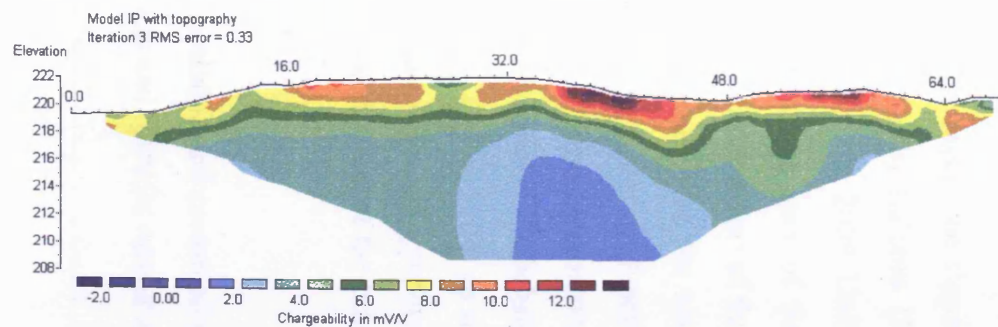 Model IP with topography
Iteration 3 RMS error = 0.33
Elevation
0.0 16.0 32.0 48.0 64.0
222
220
218
216
214
212
210
208
-2.0 0.00 2.0 4.0 6.0 8.0 10.0 12.0
Chargeability in mV/V